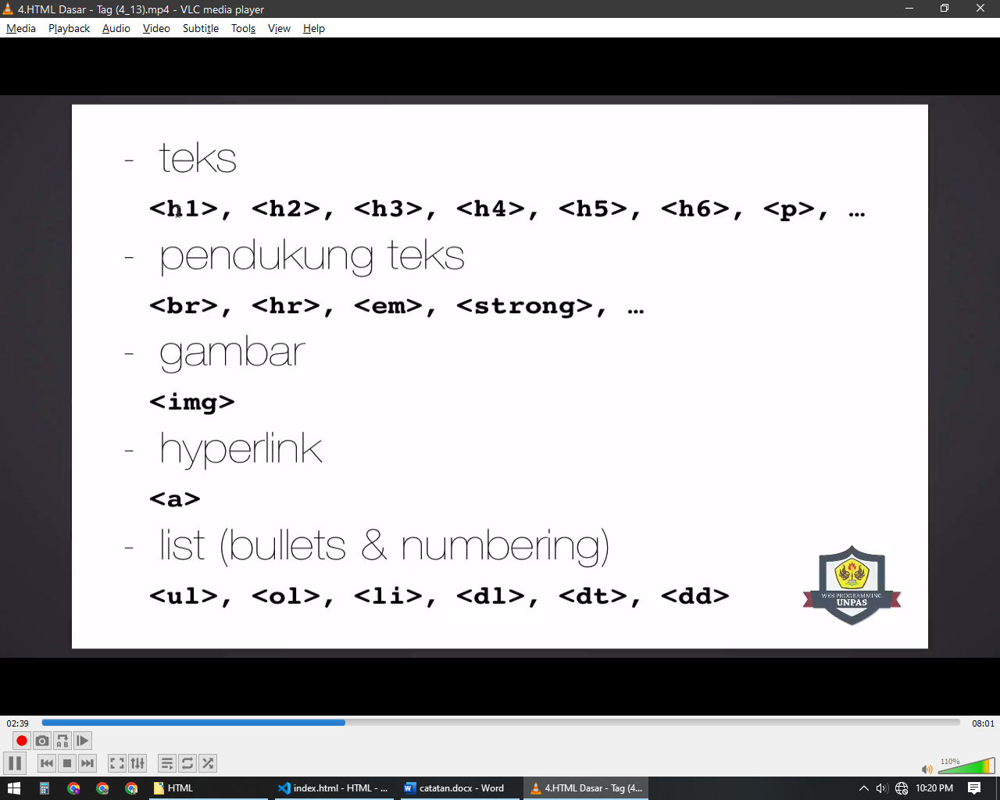 4.HTML Dasar - Tag (4_13).mp4 - VLC media player
Media Playback Audio Video Subtitle Tools View Help
- teks
<h1>, <h2>, <h3>, <h4>, <h5>, <h6>, <p>, …
- pendukung teks
<br>, <hr>, <em>, <strong>, …
- gambar
<img>
- hyperlink
<a>
- list (bullets & numbering)
<ul>, <ol>, <li>, <dl>, <dt>, <dd>
WEB PROGRAMMING
UNPAS
02:39 08:01
A B
110%
HTML index.html - HTML - ... catatan.docx - Word 4.HTML Dasar - Tag (4... 10:20 PM